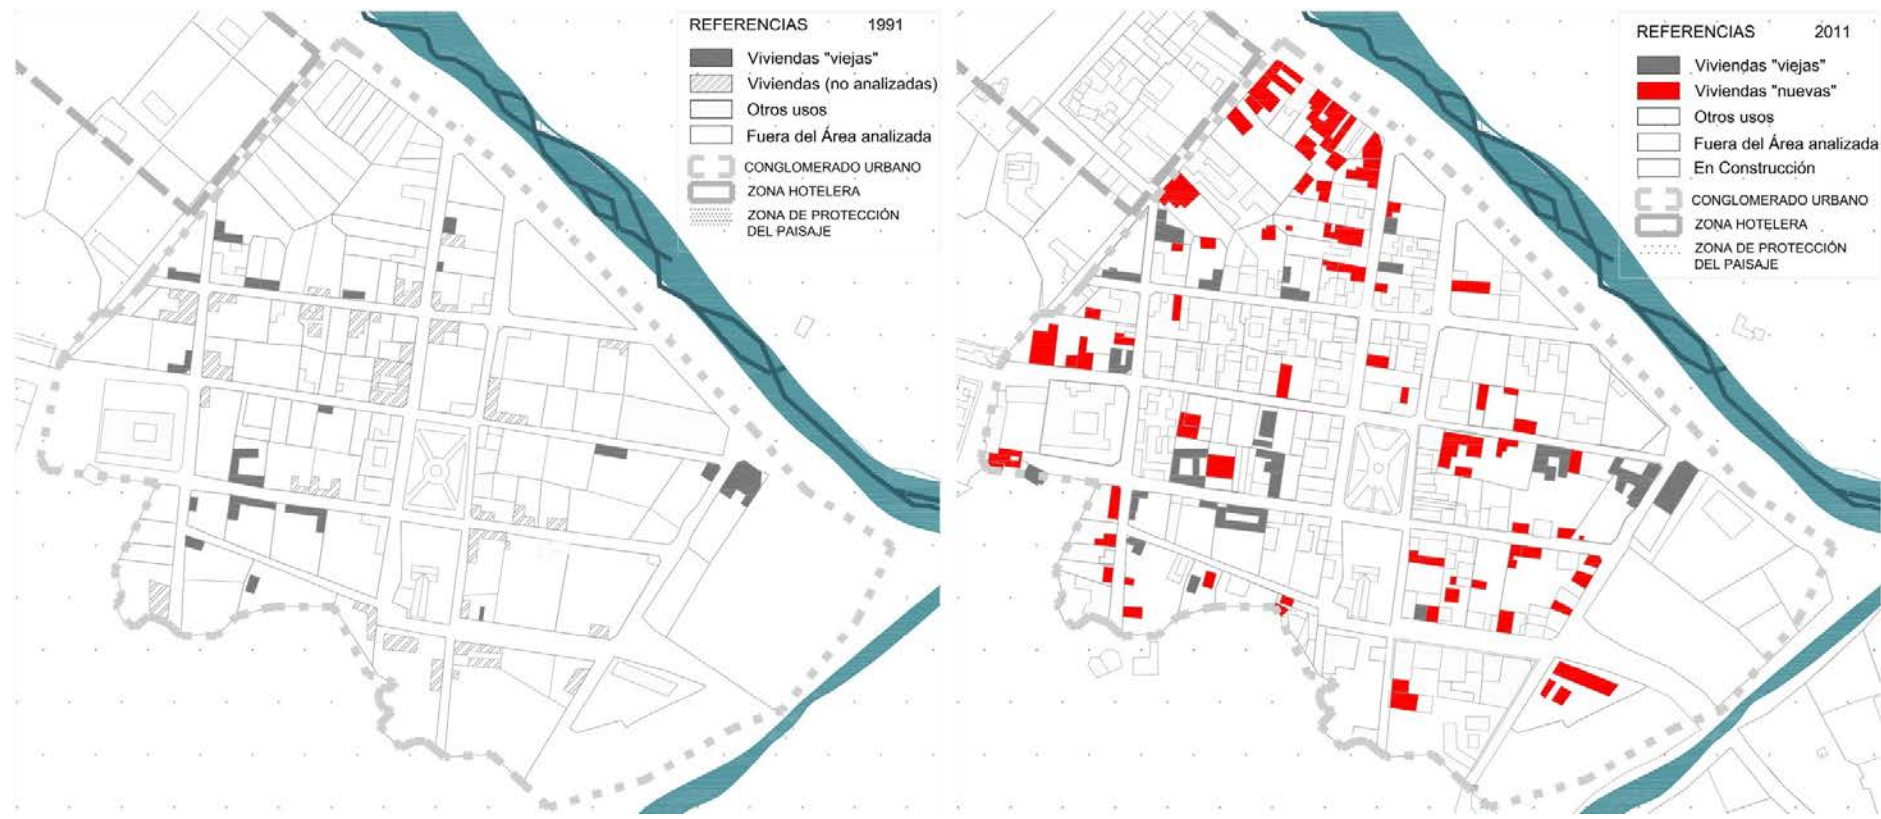 REFERENCIAS 1991
Viviendas "viejas"
Viviendas (no analizadas)
Otros usos
Fuera del Área analizada
CONGLOMERADO URBANO
ZONA HOTELERA
ZONA DE PROTECCIÓN
DEL PAISAJE
REFERENCIAS 2011
Viviendas "viejas"
Viviendas "nuevas"
Otros usos
Fuera del Área analizada
En Construcción
CONGLOMERADO URBANO
ZONA HOTELERA
ZONA DE PROTECCIÓN
DEL PAISAJE